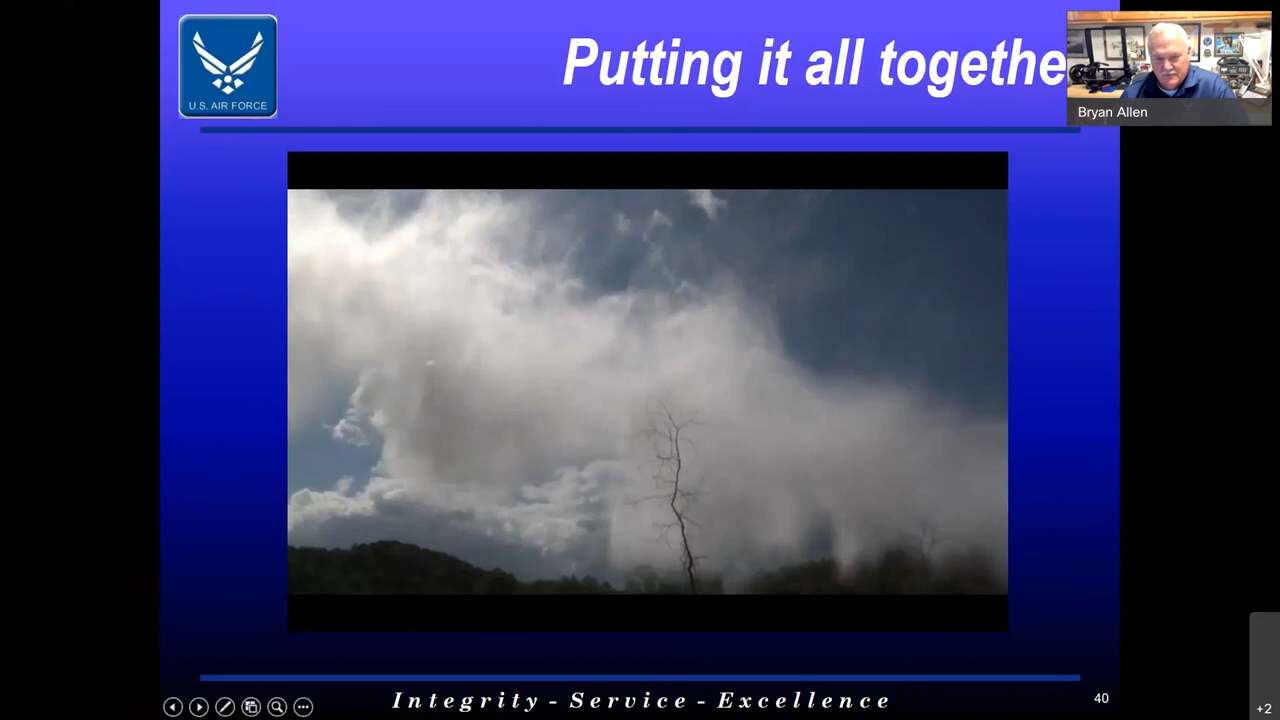 Putting it all togethe
Bryan Allen
U.S. AIR FORCE
Integrity - Service - Excellence
40
+2